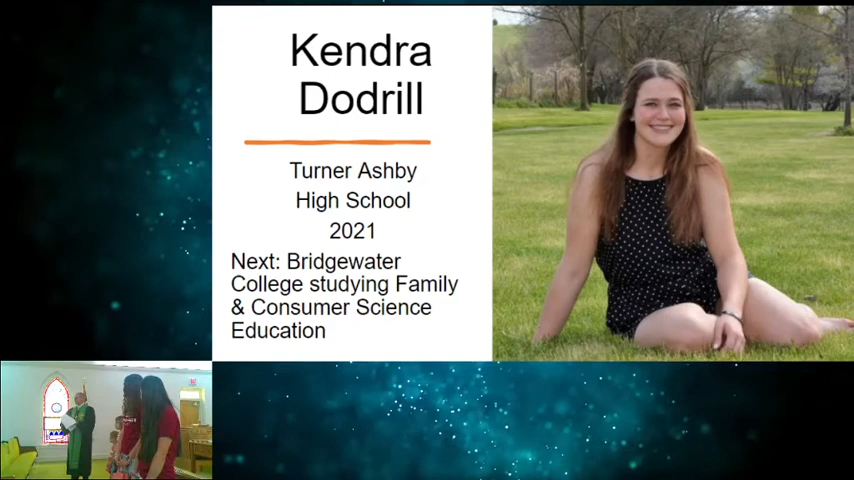 Kendra
Dodrill
Turner Ashby
High School
2021
Next: Bridgewater
College studying Family
& Consumer Science
Education